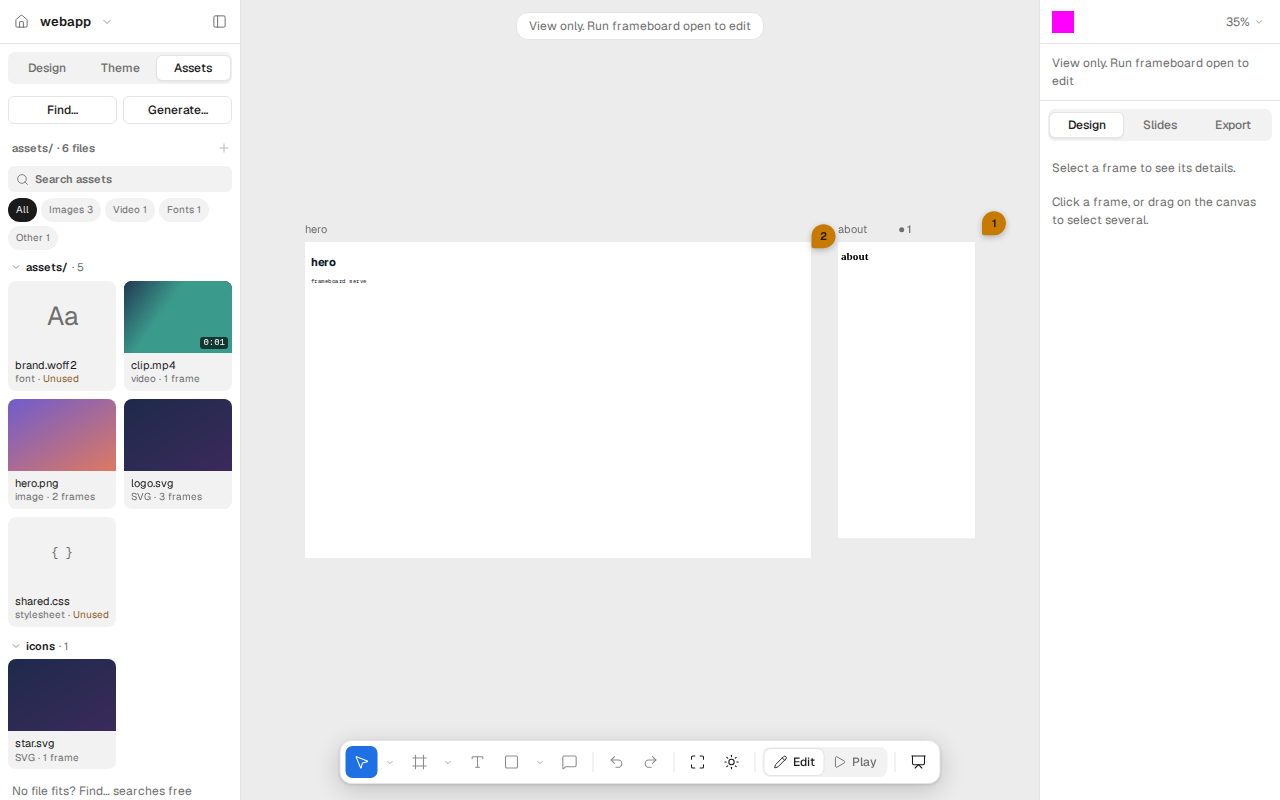 webapp
View only. Run frameboard open to edit
35%
Design
Theme
Assets
View only. Run frameboard open to
edit
Find...
Generate...
Design
Slides
Export
assets/ · 6 files
Search assets
Select a frame to see its details.
Click a frame, or drag on the canvas
to select several.
All
Images 3
Video 1
Fonts 1
Other 1
hero
2
about
1
1
hero
frameboard serve
about
assets/ · 5
Aa
brand.woff2
font · Unused
0:01
clip.mp4
video · 1 frame
hero.png
image · 2 frames
logo.svg
SVG · 3 frames
{ }
shared.css
stylesheet · Unused
icons · 1
star.svg
SVG · 1 frame
No file fits? Find... searches free
Edit
Play